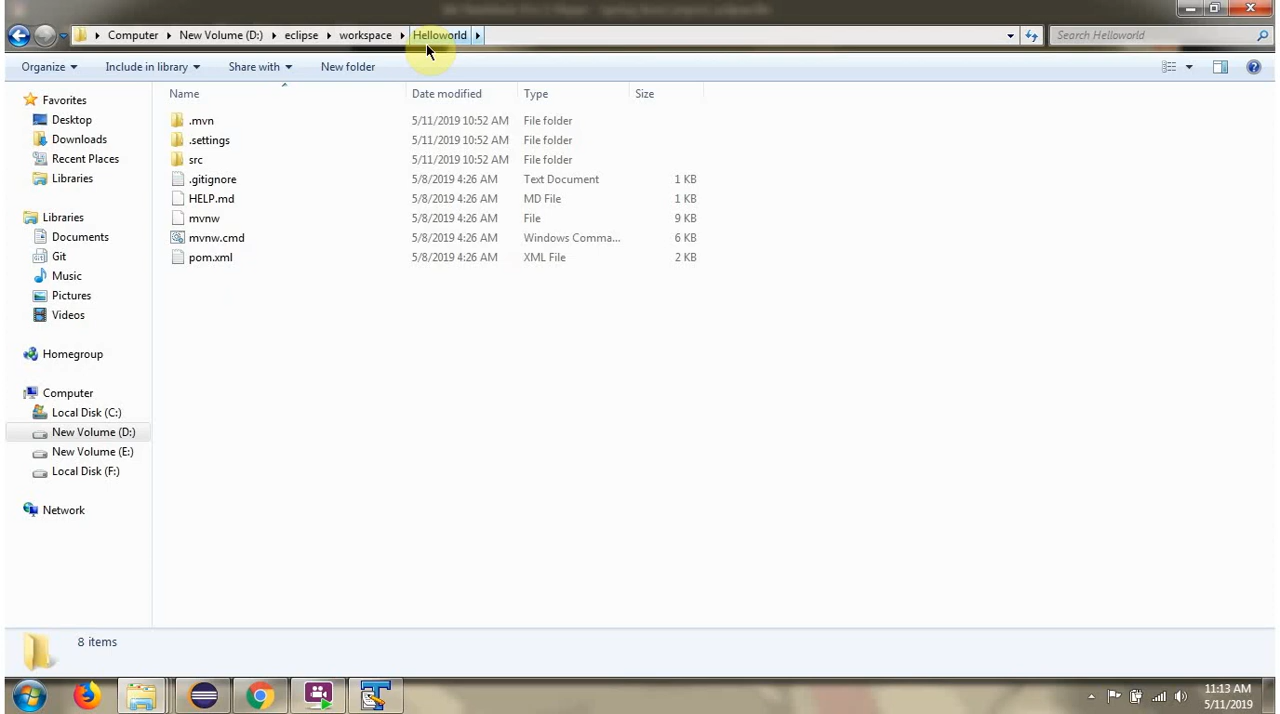 Computer New Volume (D:) eclipse workspace Helloworld Search Helloworld
Organize Include in library Share with New folder
Name Date modified Type Size
Favorites
Desktop
Downloads
Recent Places
Libraries
Libraries
Documents
Git
Music
Pictures
Videos
Homegroup
Computer
Local Disk (C:)
New Volume (D:)
New Volume (E:)
Local Disk (F:)
Network
.mvn 5/11/2019 10:52 AM File folder
.settings 5/11/2019 10:52 AM File folder
src 5/11/2019 10:52 AM File folder
.gitignore 5/8/2019 4:26 AM Text Document 1 KB
HELP.md 5/8/2019 4:26 AM MD File 1 KB
mvnw 5/8/2019 4:26 AM File 9 KB
mvnw.cmd 5/8/2019 4:26 AM Windows Comma... 6 KB
pom.xml 5/8/2019 4:26 AM XML File 2 KB
8 items
11:13 AM
5/11/2019